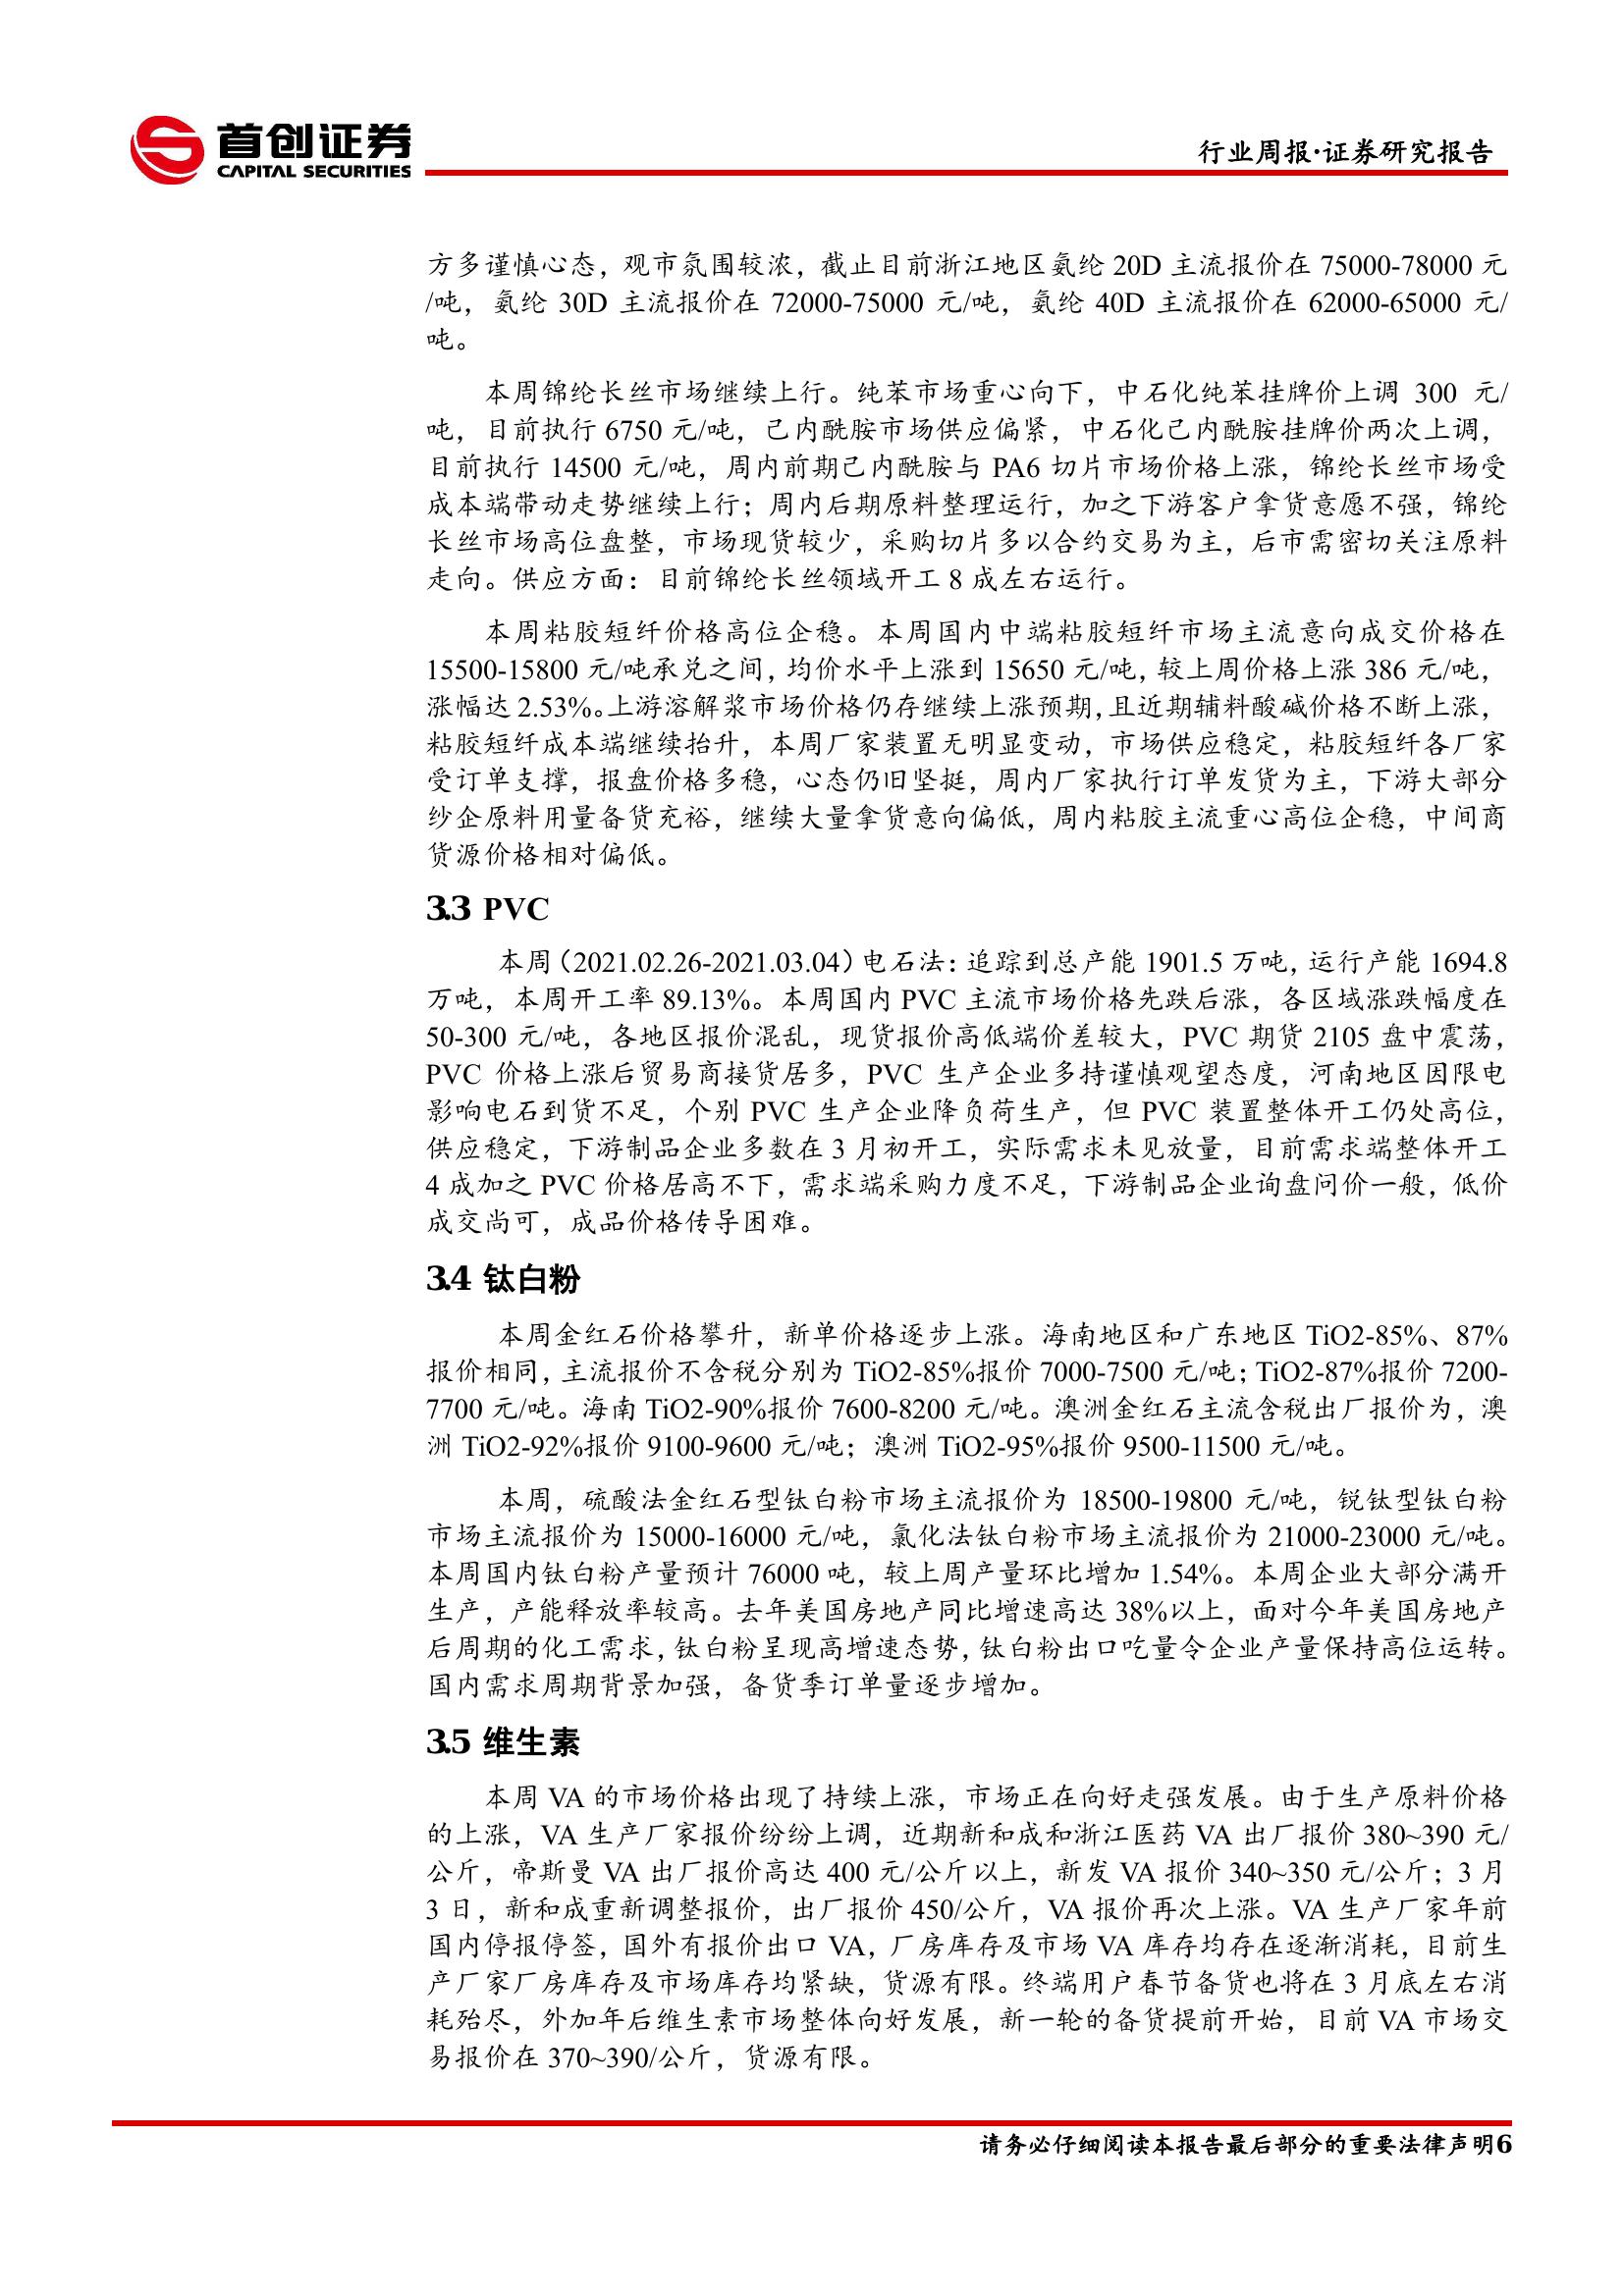 首创证券
CAPITAL SECURITIES
行业周报·证券研究报告
方多谨慎心态，观市氛围较浓，截止目前浙江地区氨纶 20D 主流报价在 75000-78000 元
/吨，氨纶 30D 主流报价在 72000-75000 元/吨，氨纶 40D 主流报价在 62000-65000 元/
吨。
本周锦纶长丝市场继续上行。纯苯市场重心向下，中石化纯苯挂牌价上调 300 元/
吨，目前执行 6750 元/吨，己内酰胺市场供应偏紧，中石化己内酰胺挂牌价两次上调，
目前执行 14500 元/吨，周内前期己内酰胺与 PA6 切片市场价格上涨，锦纶长丝市场受
成本端带动走势继续上行；周内后期原料整理运行，加之下游客户拿货意愿不强，锦纶
长丝市场高位盘整，市场现货较少，采购切片多以合约交易为主，后市需密切关注原料
走向。供应方面：目前锦纶长丝领域开工 8 成左右运行。
本周粘胶短纤价格高位企稳。本周国内中端粘胶短纤市场主流意向成交价格在
15500-15800 元/吨承兑之间，均价水平上涨到 15650 元/吨，较上周价格上涨 386 元/吨，
涨幅达 2.53%。上游溶解浆市场价格仍存继续上涨预期，且近期辅料酸碱价格不断上涨，
粘胶短纤成本端继续抬升，本周厂家装置无明显变动，市场供应稳定，粘胶短纤各厂家
受订单支撑，报盘价格多稳，心态仍旧坚挺，周内厂家执行订单发货为主，下游大部分
纱企原料用量备货充裕，继续大量拿货意向偏低，周内粘胶主流重心高位企稳，中间商
货源价格相对偏低。
3.3 PVC
本周（2021.02.26-2021.03.04）电石法：追踪到总产能 1901.5 万吨，运行产能 1694.8
万吨，本周开工率 89.13%。本周国内 PVC 主流市场价格先跌后涨，各区域涨跌幅度在
50-300 元/吨，各地区报价混乱，现货报价高低端价差较大，PVC 期货 2105 盘中震荡，
PVC 价格上涨后贸易商接货居多，PVC 生产企业多持谨慎观望态度，河南地区因限电
影响电石到货不足，个别 PVC 生产企业降负荷生产，但 PVC 装置整体开工仍处高位，
供应稳定，下游制品企业多数在 3 月初开工，实际需求未见放量，目前需求端整体开工
4 成加之 PVC 价格居高不下，需求端采购力度不足，下游制品企业询盘问价一般，低价
成交尚可，成品价格传导困难。
3.4 钛白粉
本周金红石价格攀升，新单价格逐步上涨。海南地区和广东地区 TiO2-85%、87%
报价相同，主流报价不含税分别为 TiO2-85%报价 7000-7500 元/吨；TiO2-87%报价 7200-
7700 元/吨。海南 TiO2-90%报价 7600-8200 元/吨。澳洲金红石主流含税出厂报价为，澳
洲 TiO2-92%报价 9100-9600 元/吨；澳洲 TiO2-95%报价 9500-11500 元/吨。
本周，硫酸法金红石型钛白粉市场主流报价为 18500-19800 元/吨，锐钛型钛白粉
市场主流报价为 15000-16000 元/吨，氯化法钛白粉市场主流报价为 21000-23000 元/吨。
本周国内钛白粉产量预计 76000 吨，较上周产量环比增加 1.54%。本周企业大部分满开
生产，产能释放率较高。去年美国房地产同比增速高达 38%以上，面对今年美国房地产
后周期的化工需求，钛白粉呈现高增速态势，钛白粉出口吃量令企业产量保持高位运转。
国内需求周期背景加强，备货季订单量逐步增加。
3.5 维生素
本周 VA 的市场价格出现了持续上涨，市场正在向好走强发展。由于生产原料价格
的上涨，VA 生产厂家报价纷纷上调，近期新和成和浙江医药 VA 出厂报价 380~390 元/
公斤，帝斯曼 VA 出厂报价高达 400 元/公斤以上，新发 VA 报价 340~350 元/公斤；3 月
3 日，新和成重新调整报价，出厂报价 450/公斤，VA 报价再次上涨。VA 生产厂家年前
国内停报停签，国外有报价出口 VA，厂房库存及市场 VA 库存均存在逐渐消耗，目前生
产厂家厂房库存及市场库存均紧缺，货源有限。终端用户春节备货也将在 3 月底左右消
耗殆尽，外加年后维生素市场整体向好发展，新一轮的备货提前开始，目前 VA 市场交
易报价在 370~390/公斤，货源有限。
请务必仔细阅读本报告最后部分的重要法律声明6